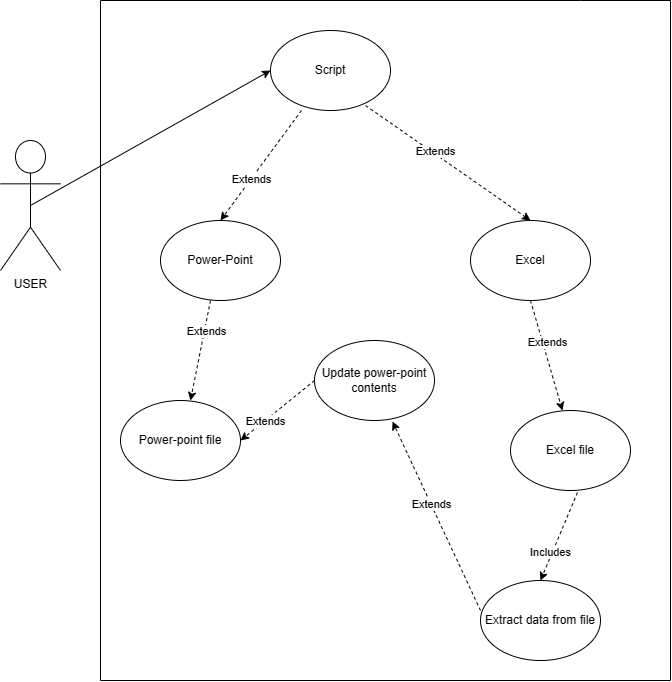 Script
Extends
Extends
Power-Point
Excel
USER
Extends
Extends
Update power-point
contents
Extends
Power-point file
Excel file
Extends
Includes
Extract data from file